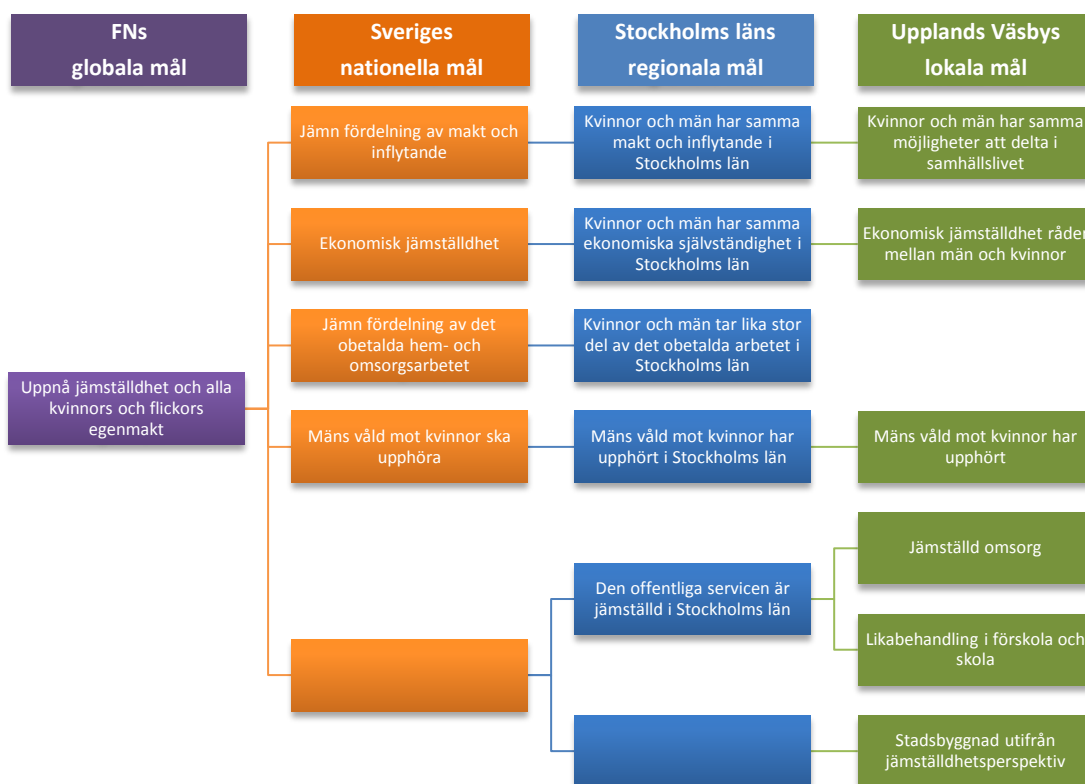 FNs
globala mål
Sveriges
nationella mål
Stockholms läns
regionala mål
Upplands Väsbys
lokala mål
Jämn fördelning av makt och
inflytande
Kvinnor och män har samma
makt och inflytande i
Stockholms län
Kvinnor och män har samma
möjligheter att delta i
samhällslivet
Ekonomisk jämställdhet
Kvinnor och män har samma
ekonomiska självständighet i
Stockholms län
Ekonomisk jämställdhet råder
mellan män och kvinnor
Jämn fördelning av det
obetalda hem- och
omsorgsarbetet
Kvinnor och män tar lika stor
del av det obetalda arbetet i
Stockholms län
Uppnå jämställdhet och alla
kvinnors och flickors
egenmakt
Mäns våld mot kvinnor ska
upphöra
Mäns våld mot kvinnor har
upphört i Stockholms län
Mäns våld mot kvinnor har
upphört
Den offentliga servicen är
jämställd i Stockholms län
Jämställd omsorg
Likabehandling i förskola och
skola
Stadsbyggnad utifrån
jämställdhetsperspektiv